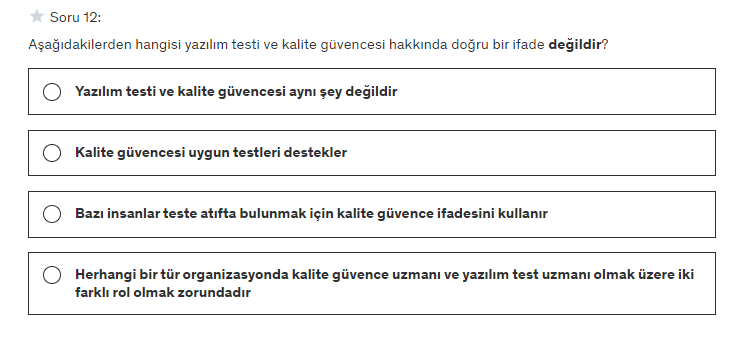 Soru 12:
Aşağıdakilerden hangisi yazılım testi ve kalite güvencesi hakkında doğru bir ifade değildir?
Yazılım testi ve kalite güvencesi aynı şey değildir
Kalite güvencesi uygun testleri destekler
Bazı insanlar teste atıfta bulunmak için kalite güvence ifadesini kullanır
Herhangi bir tür organizasyonda kalite güvence uzmanı ve yazılım test uzmanı olmak üzere iki
farklı rol olmak zorundadır